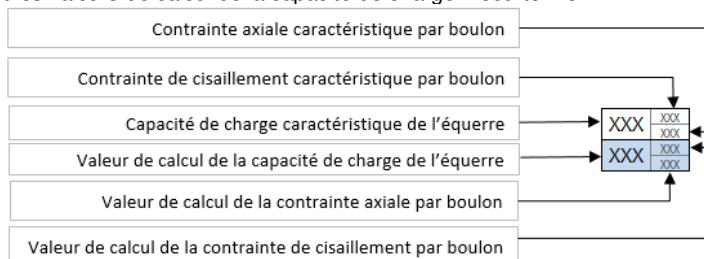 Contrainte axiale caractéristique par boulon
Contrainte de cisaillement caractéristique par boulon
Capacité de charge caractéristique de l'équerre
Valeur de calcul de la capacité de charge de l'équerre
Valeur de calcul de la contrainte axiale par boulon
Valeur de calcul de la contrainte de cisaillement par boulon
XXX XXX
XXX
XXX XXX
XXX